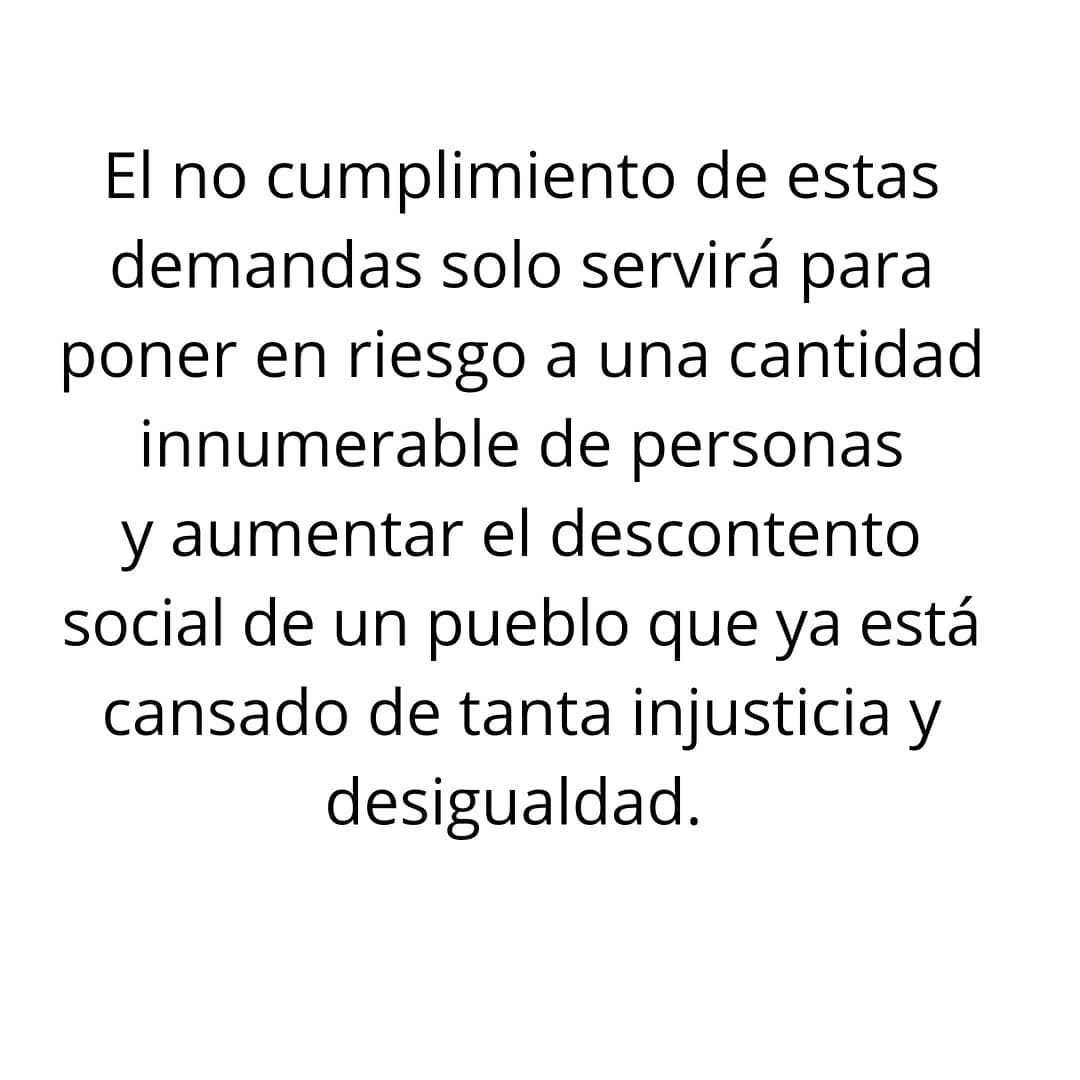 El no cumplimiento de estas
demandas solo servirá para
poner en riesgo a una cantidad
innumerable de personas
y aumentar el descontento
social de un pueblo que ya está
cansado de tanta injusticia y
desigualdad.